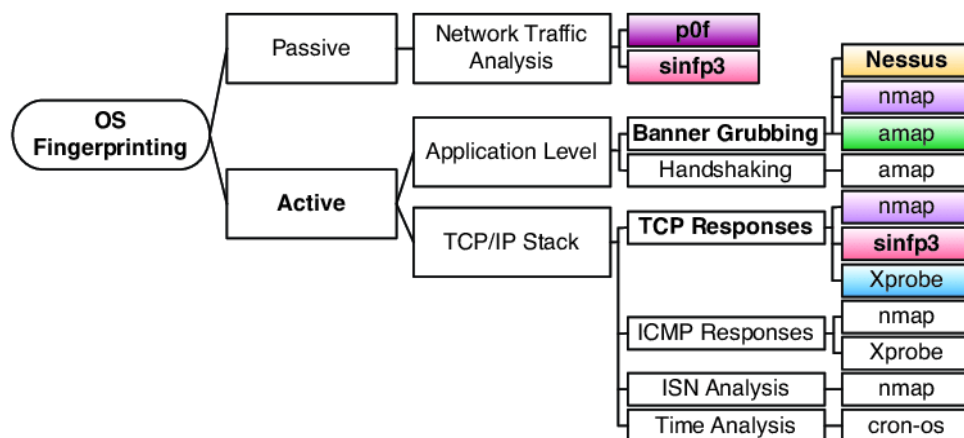 OS
Fingerprinting
Passive
Network Traffic
Analysis
p0f
sinfp3
Active
Application Level
Banner Grubbing
Nessus
nmap
amap
Handshaking
amap
TCP/IP Stack
TCP Responses
nmap
sinfp3
Xprobe
ICMP Responses
nmap
Xprobe
ISN Analysis
nmap
Time Analysis
cron-os